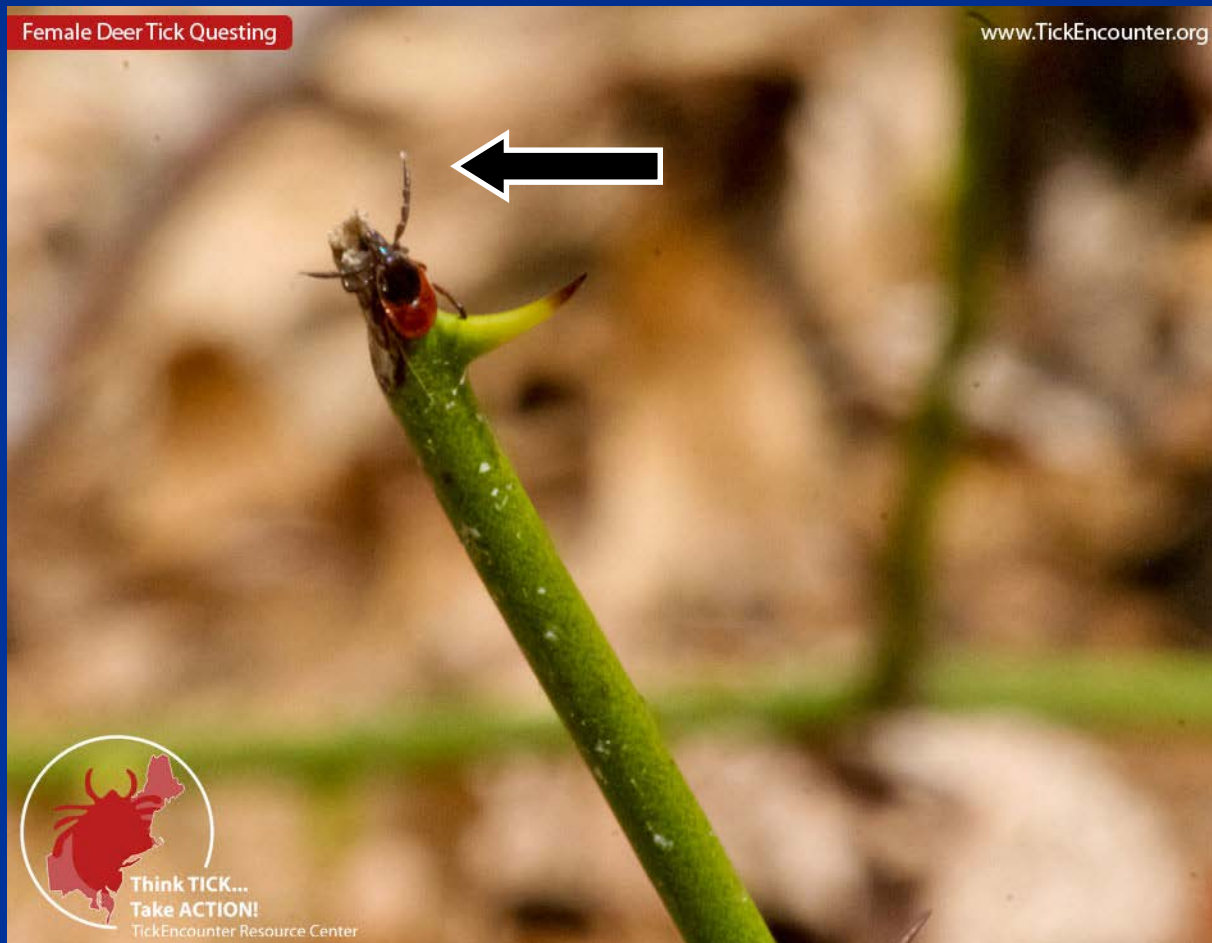 Female Deer Tick Questing
www.TickEncounter.org
Think TICK...
Take ACTION!
TickEncounter Resource Center